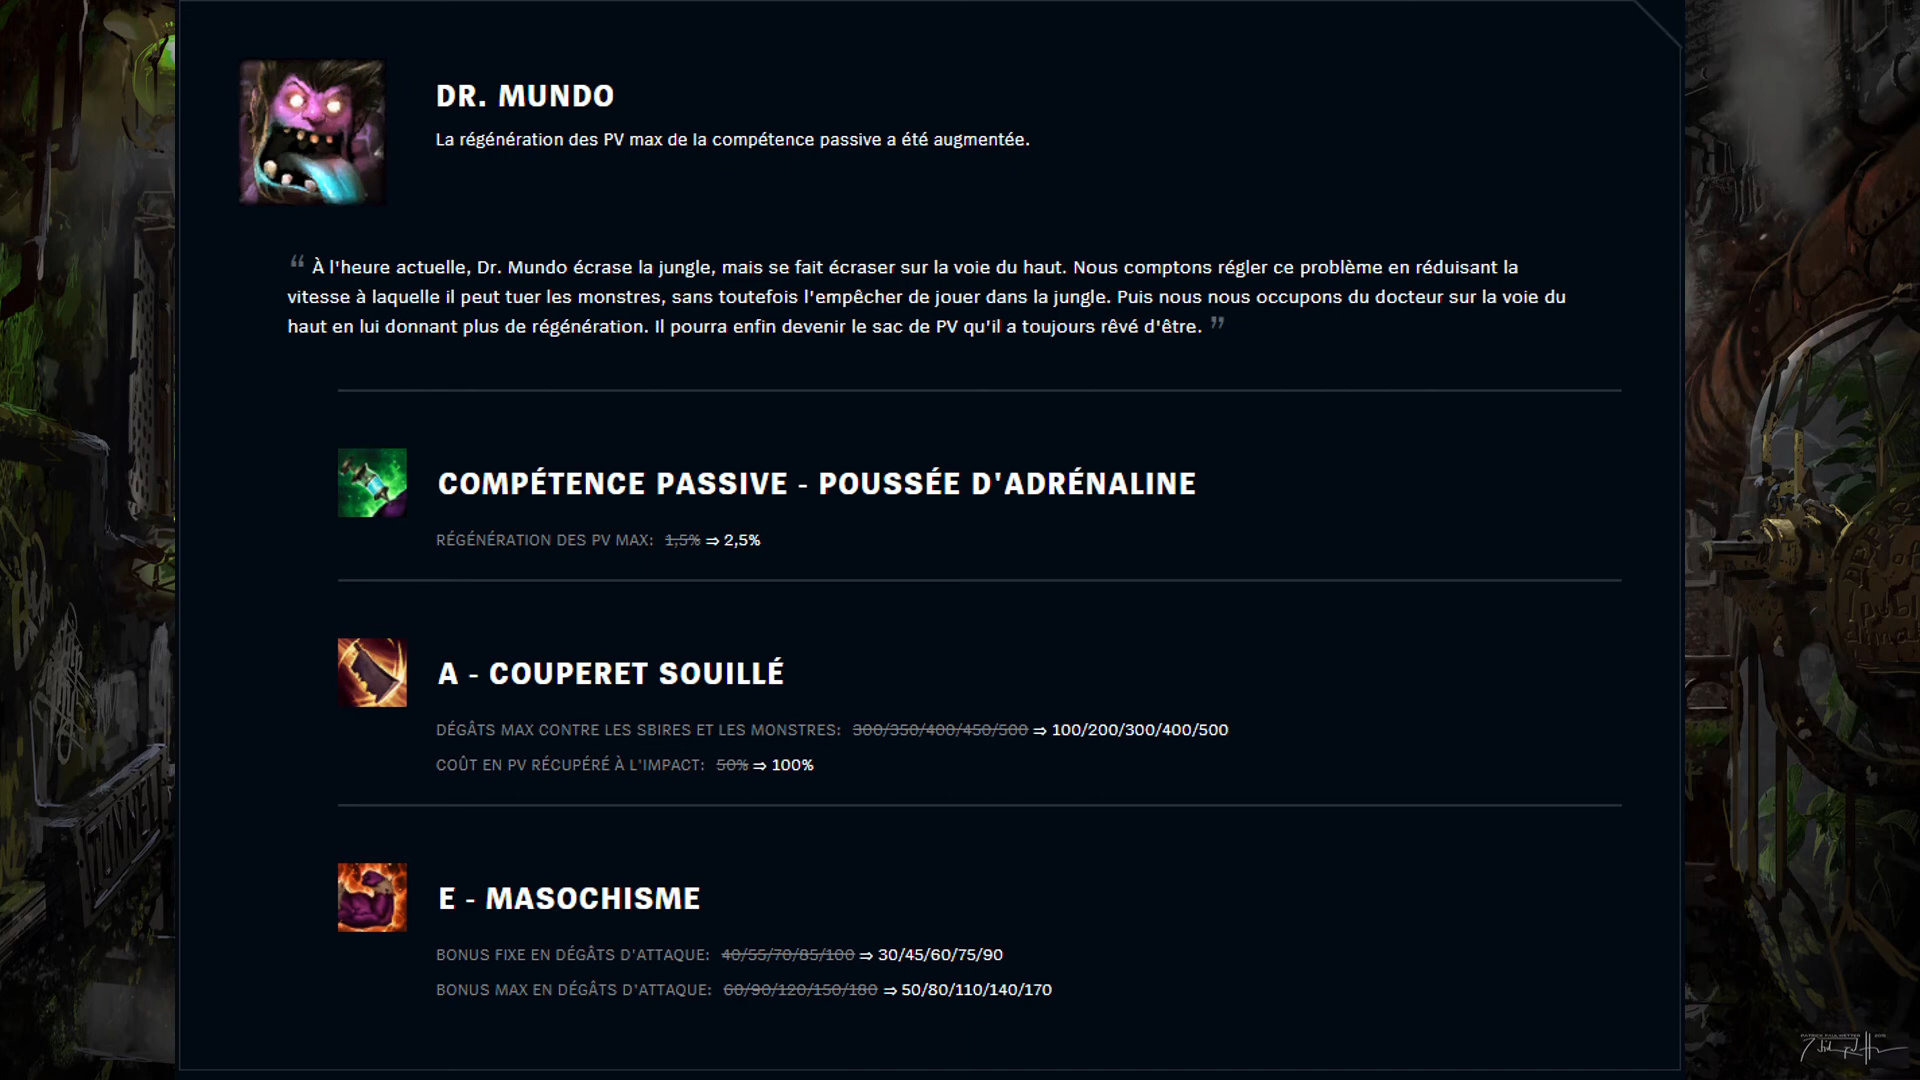 DR. MUNDO
La régénération des PV max de la compétence passive a été augmentée.
“ À l'heure actuelle, Dr. Mundo écrase la jungle, mais se fait écraser sur la voie du haut. Nous comptons régler ce problème en réduisant la
vitesse à laquelle il peut tuer les monstres, sans toutefois l'empêcher de jouer dans la jungle. Puis nous nous occupons du docteur sur la voie du
haut en lui donnant plus de régénération. Il pourra enfin devenir le sac de PV qu'il a toujours rêvé d'être. ”
COMPÉTENCE PASSIVE - POUSSÉE D'ADRÉNALINE
RÉGÉNÉRATION DES PV MAX: 1,5% ⇒ 2,5%
A - COUPERET SOUILLÉ
DÉGÂTS MAX CONTRE LES SBIRES ET LES MONSTRES: 300/350/400/450/500 ⇒ 100/200/300/400/500
COÛT EN PV RÉCUPÉRÉ À L'IMPACT: 50% ⇒ 100%
E - MASOCHISME
BONUS FIXE EN DÉGÂTS D'ATTAQUE: 40/55/70/85/100 ⇒ 30/45/60/75/90
BONUS MAX EN DÉGÂTS D'ATTAQUE: 60/90/120/150/180 ⇒ 50/80/110/140/170
TUNNEL